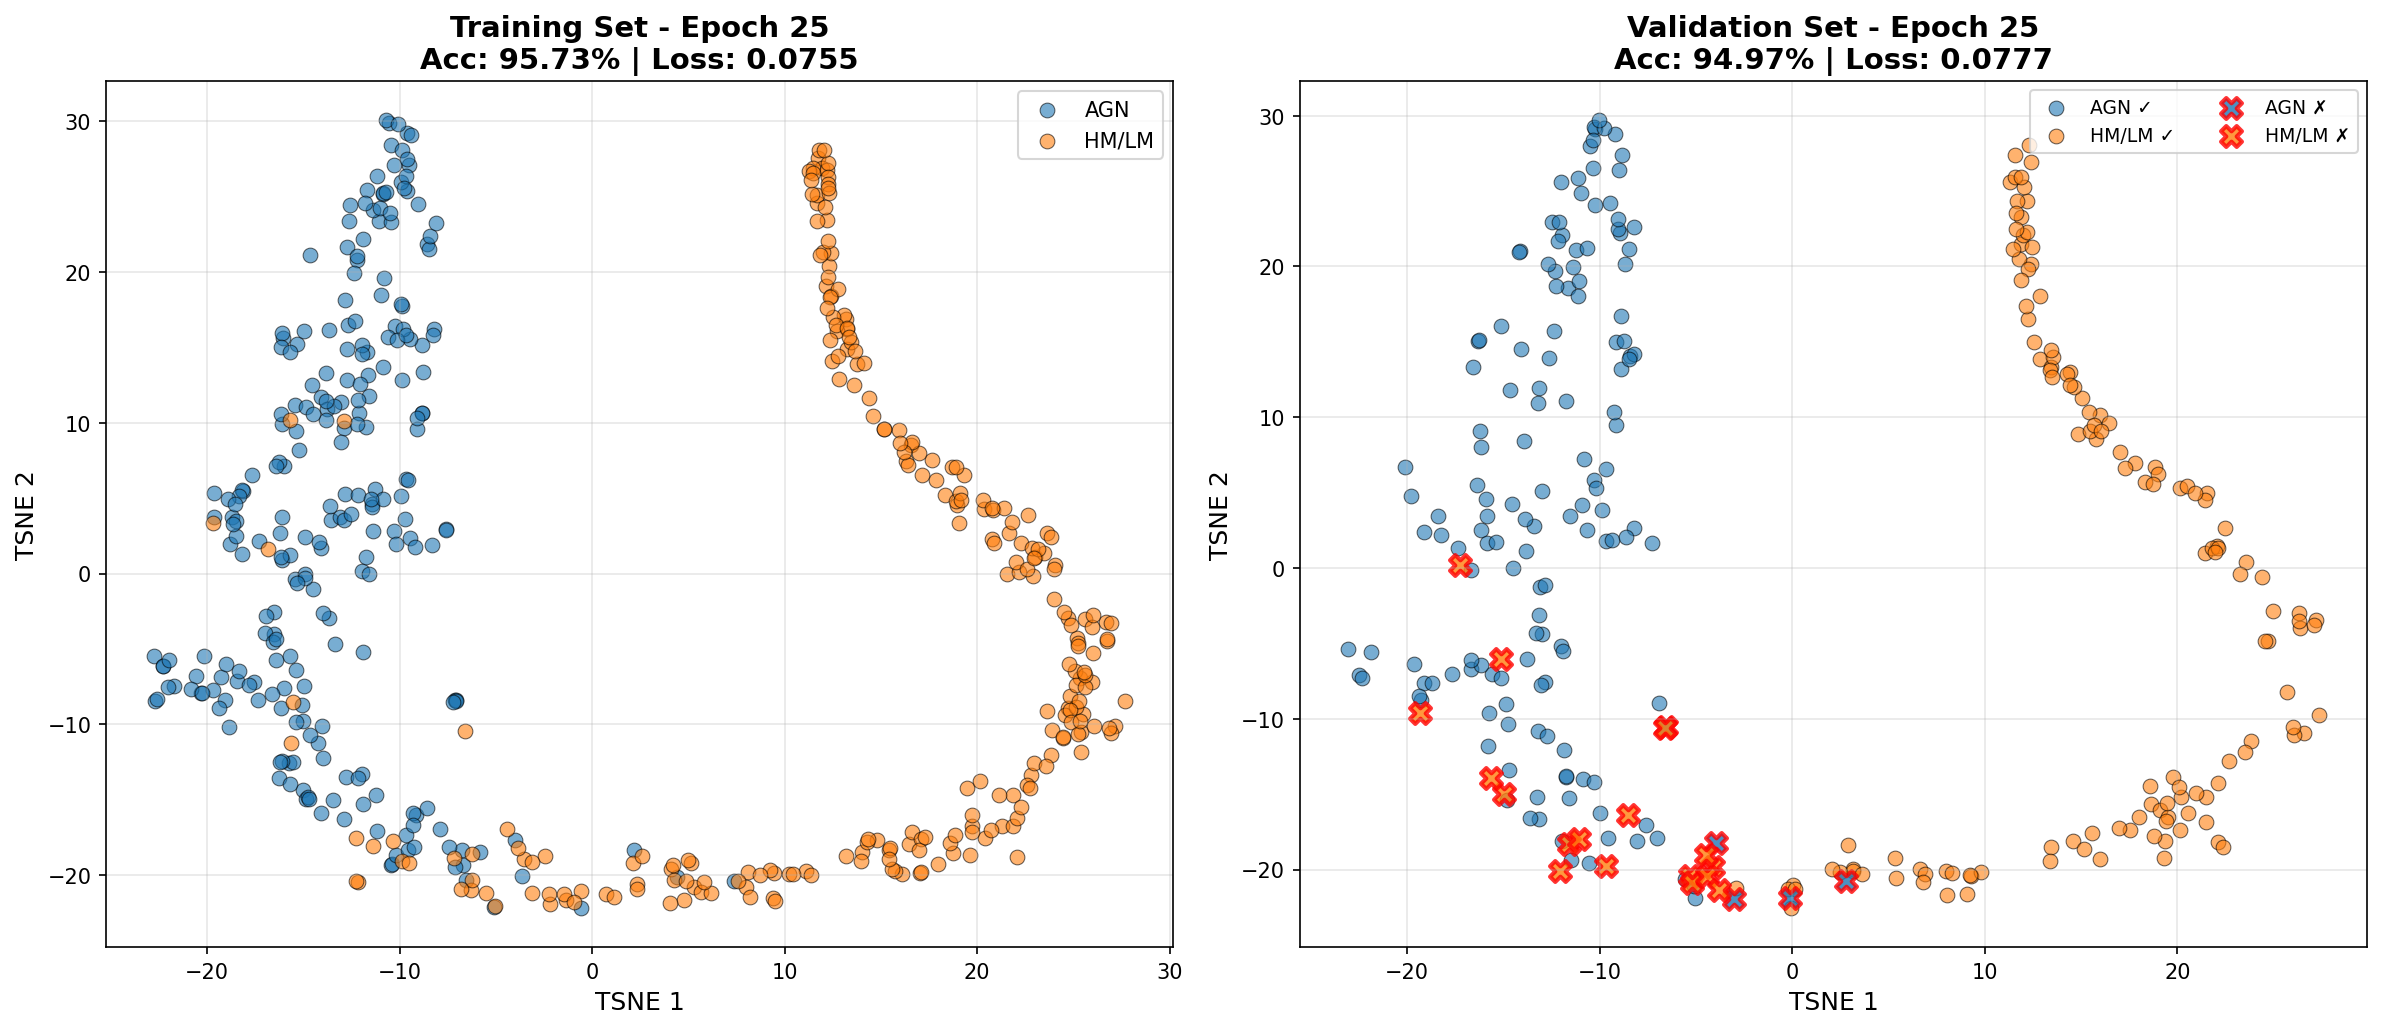 Training Set - Epoch 25
Acc: 95.73% | Loss: 0.0755
AGN
HM/LM
30
20
10
0
−10
−20
TSNE 2
−20
−10
0
10
20
30
TSNE 1
Validation Set - Epoch 25
Acc: 94.97% | Loss: 0.0777
AGN ✓
AGN ✗
HM/LM ✓
HM/LM ✗
30
20
10
0
−10
−20
TSNE 2
−20
−10
0
10
20
TSNE 1